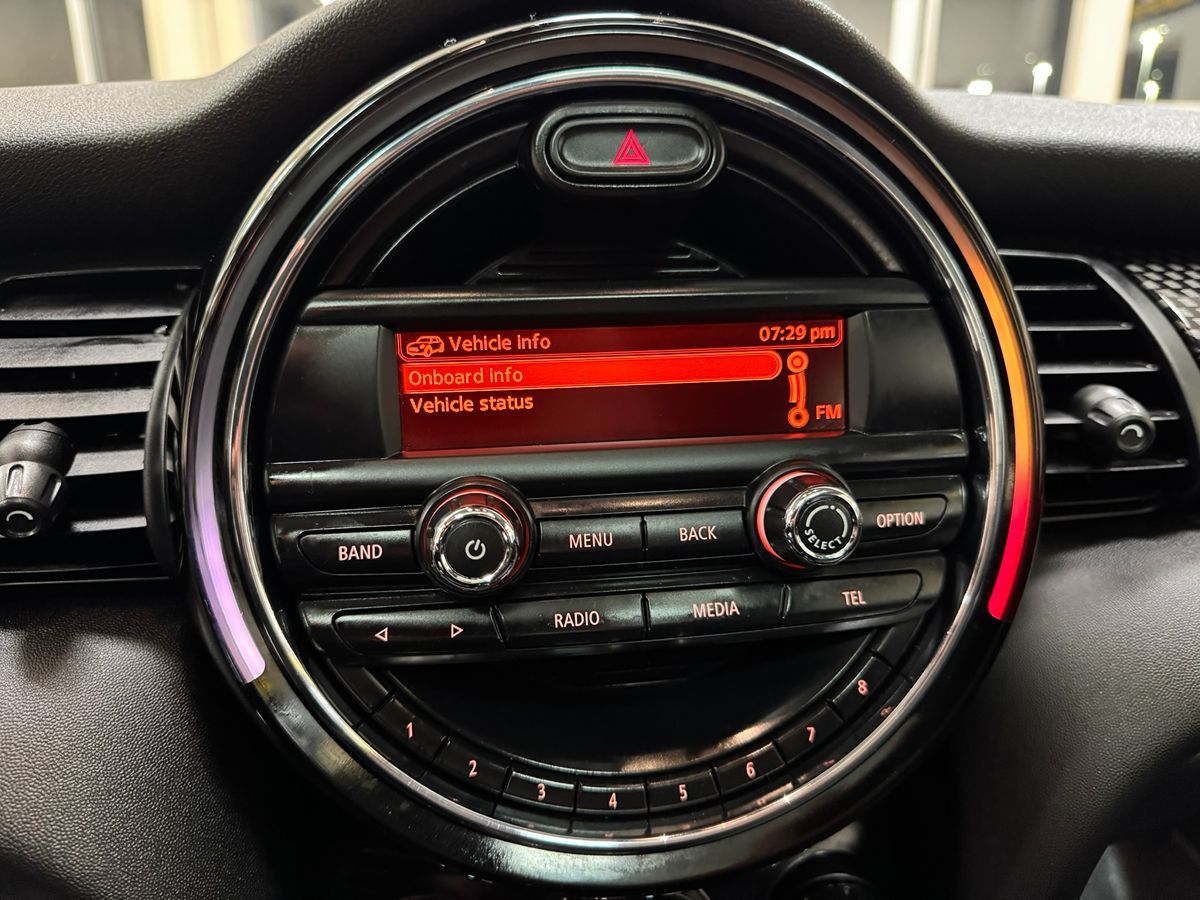 Vehicle info 07:29 pm
Onboard info
Vehicle status
FM
BAND
MENU
BACK
SELECT
OPTION
RADIO
MEDIA
TEL
1
2
3
4
5
6
7
8